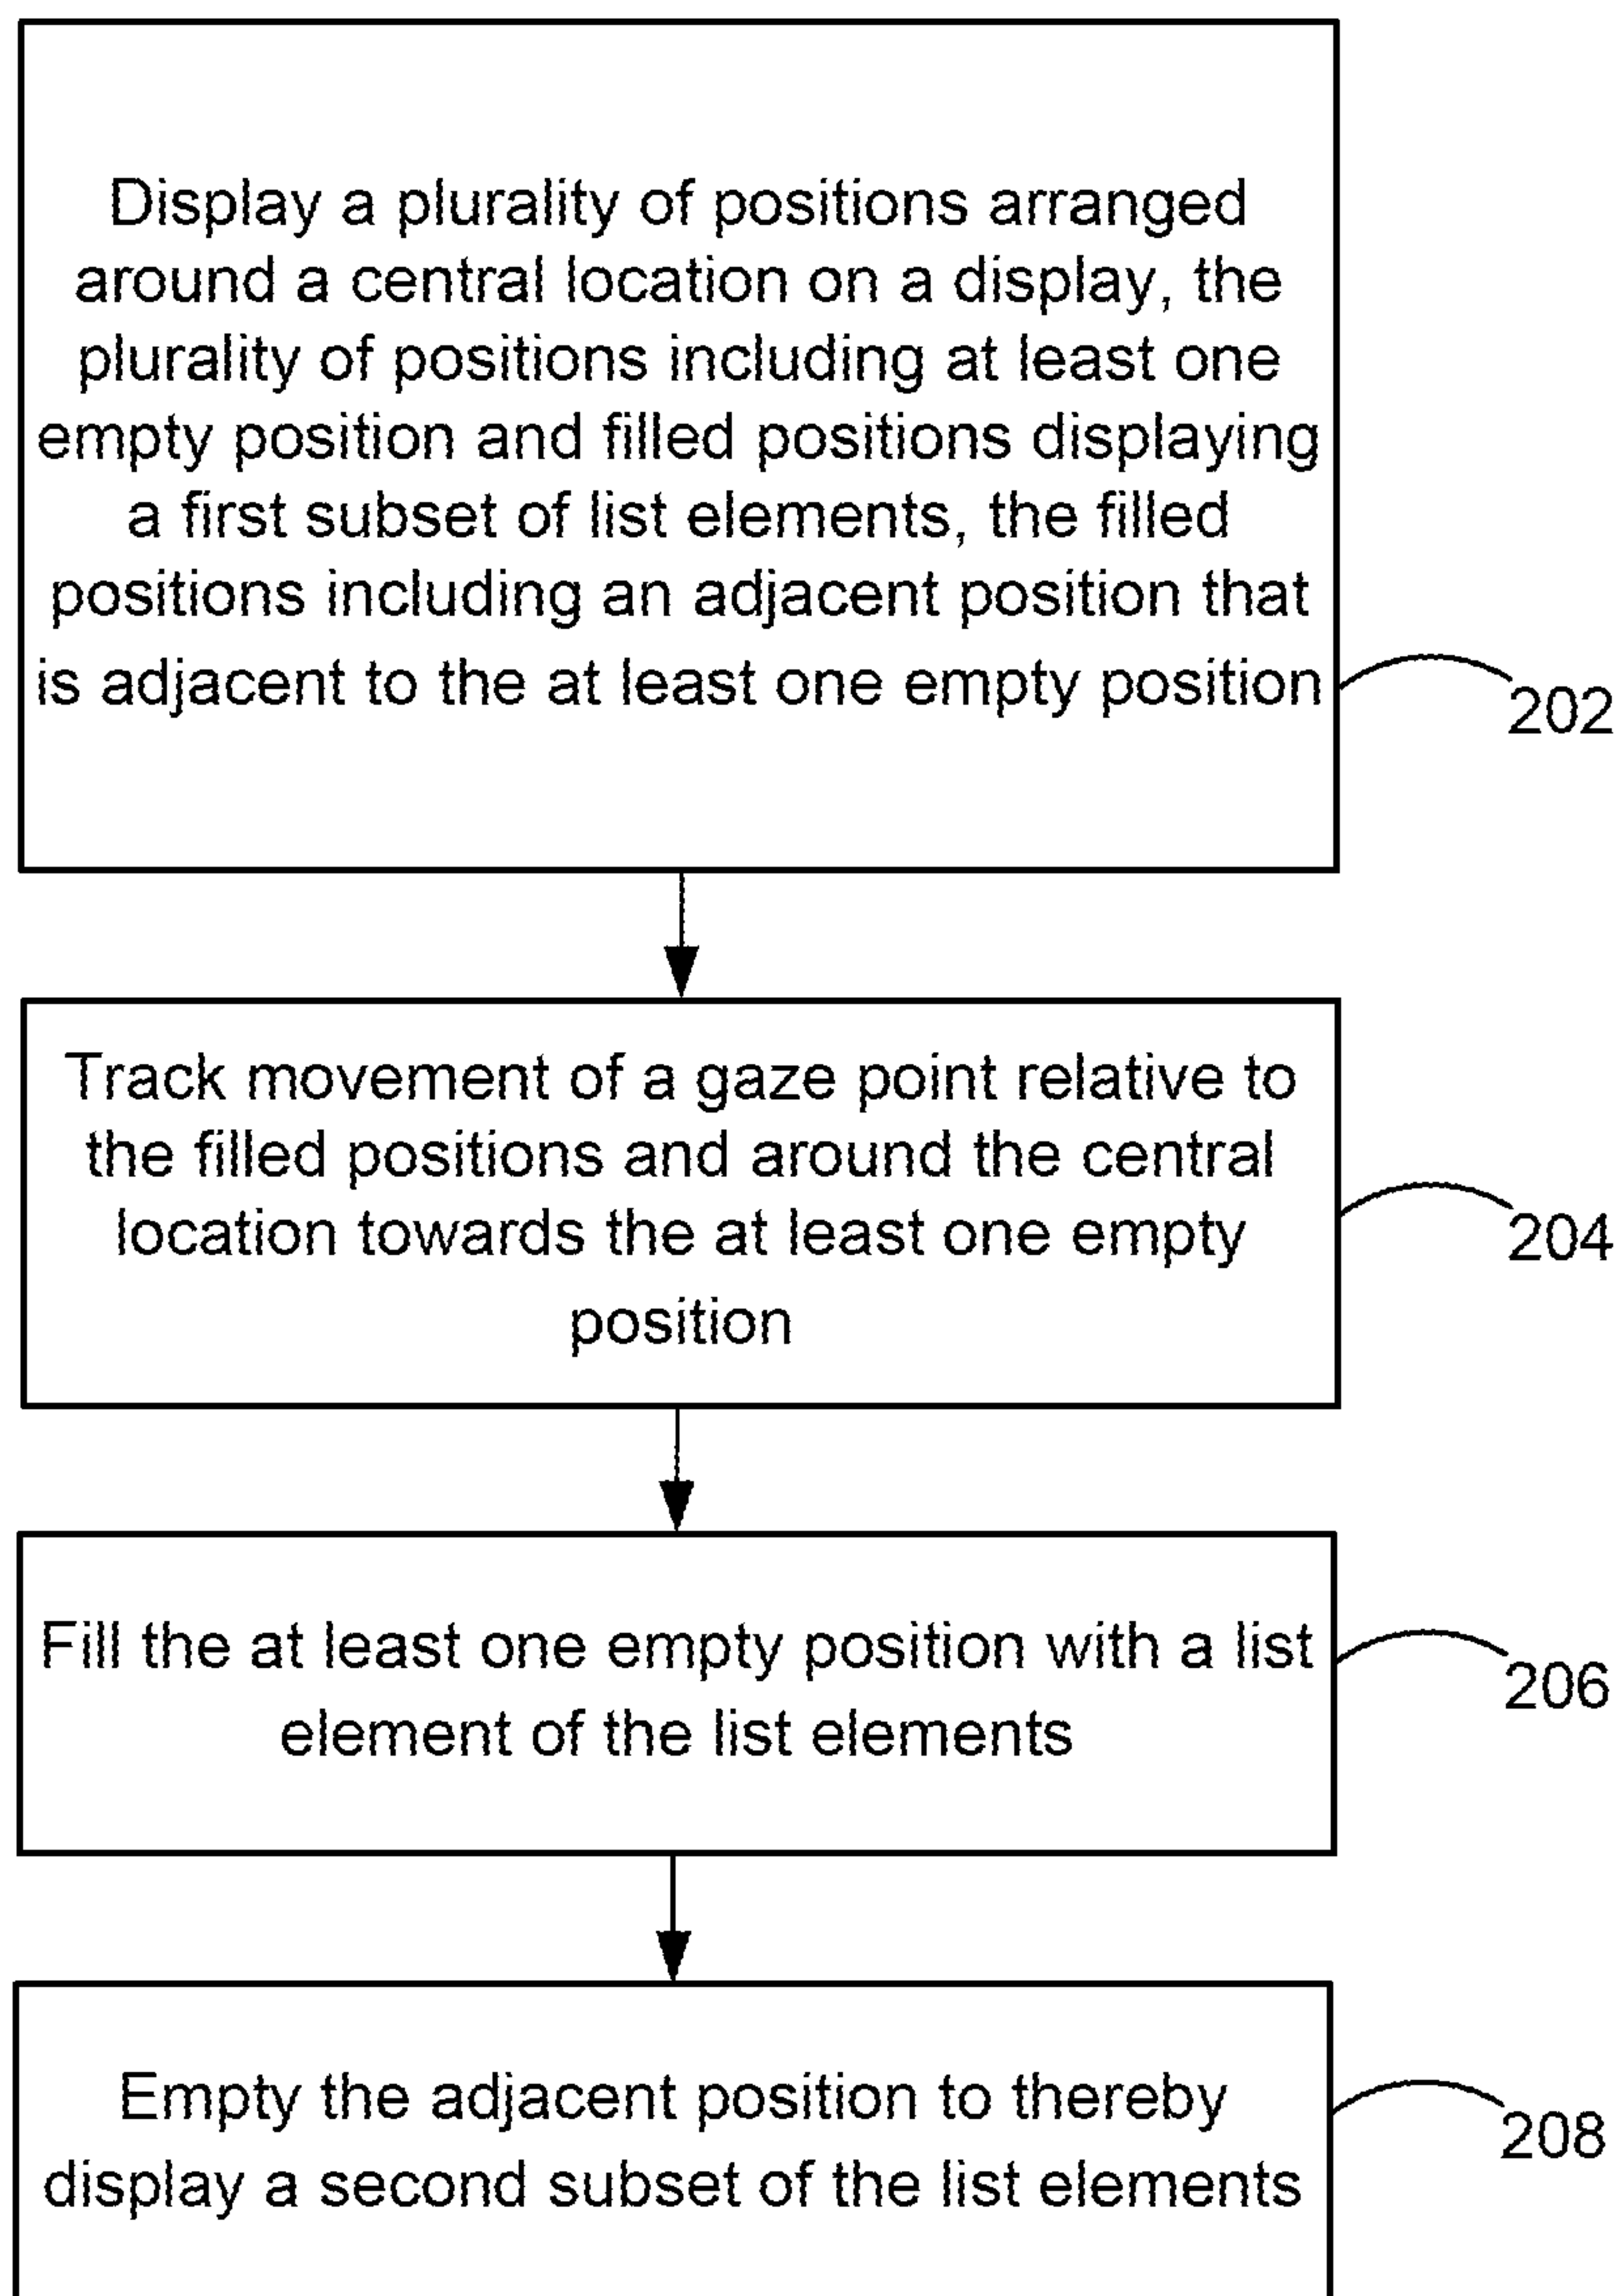 Display a plurality of positions arranged
around a central location on a display, the
plurality of positions including at least one
empty position and filled positions displaying
a first subset of list elements, the filled
positions including an adjacent position that
is adjacent to the at least one empty position
202
Track movement of a gaze point relative to
the filled positions and around the central
location towards the at least one empty
position
204
Fill the at least one empty position with a list
element of the list elements
206
Empty the adjacent position to thereby
display a second subset of the list elements
208